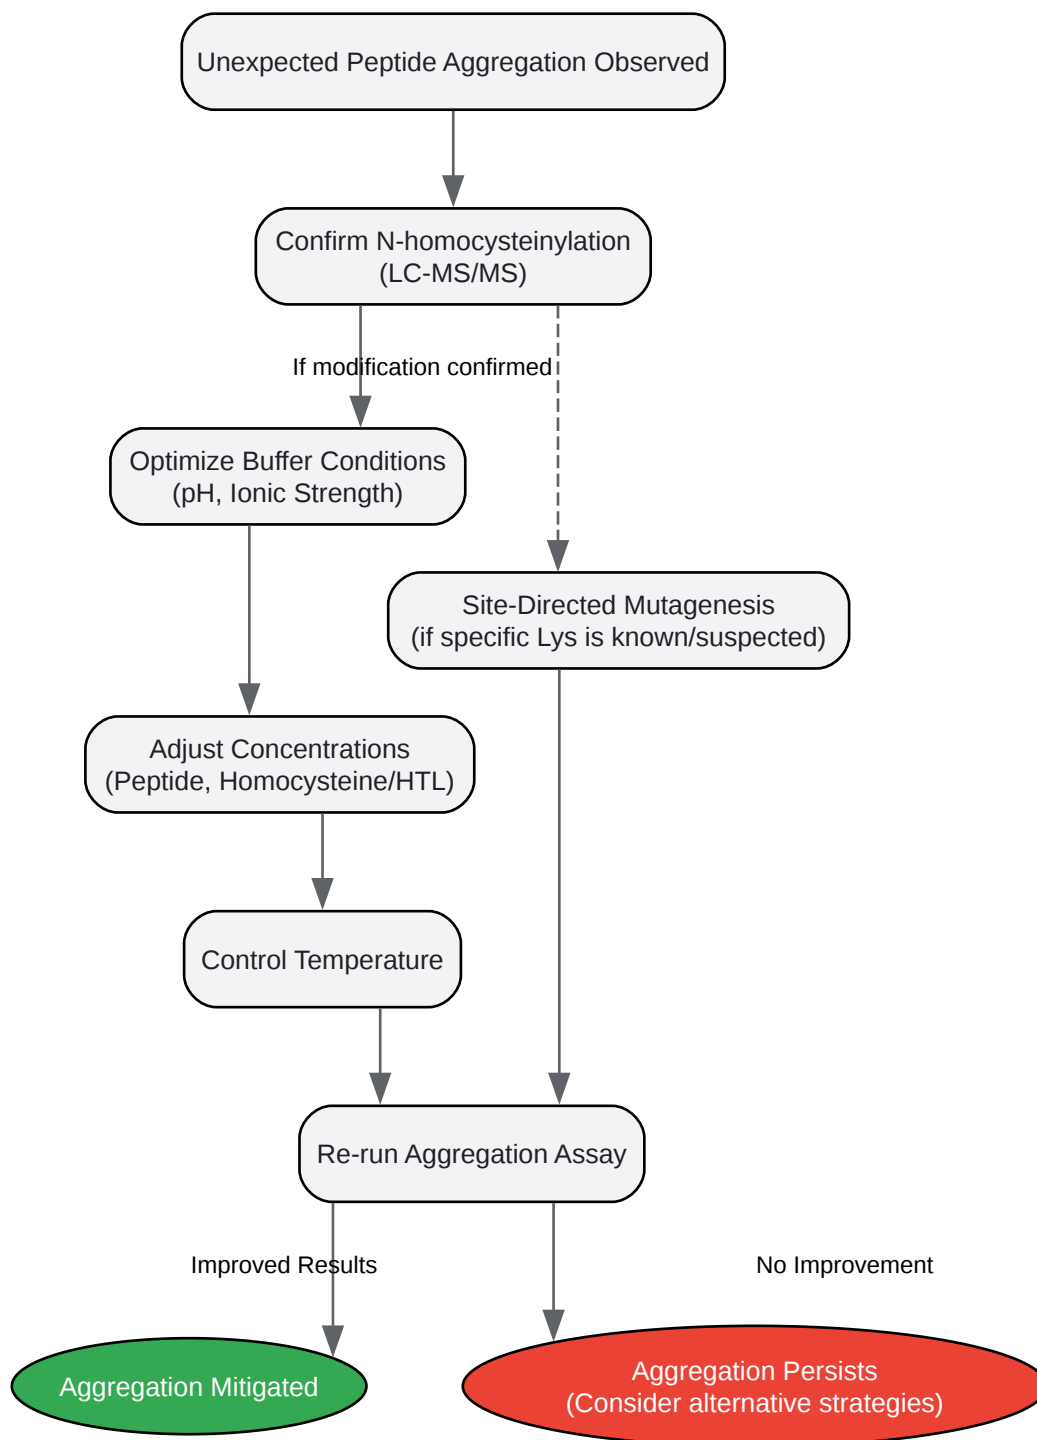 Unexpected Peptide Aggregation Observed
Confirm N-homocysteinylation
(LC-MS/MS)
If modification confirmed
Optimize Buffer Conditions
(pH, Ionic Strength)
Site-Directed Mutagenesis
(if specific Lys is known/suspected)
Adjust Concentrations
(Peptide, Homocysteine/HTL)
Control Temperature
Re-run Aggregation Assay
Improved Results
No Improvement
Aggregation Mitigated
Aggregation Persists
(Consider alternative strategies)